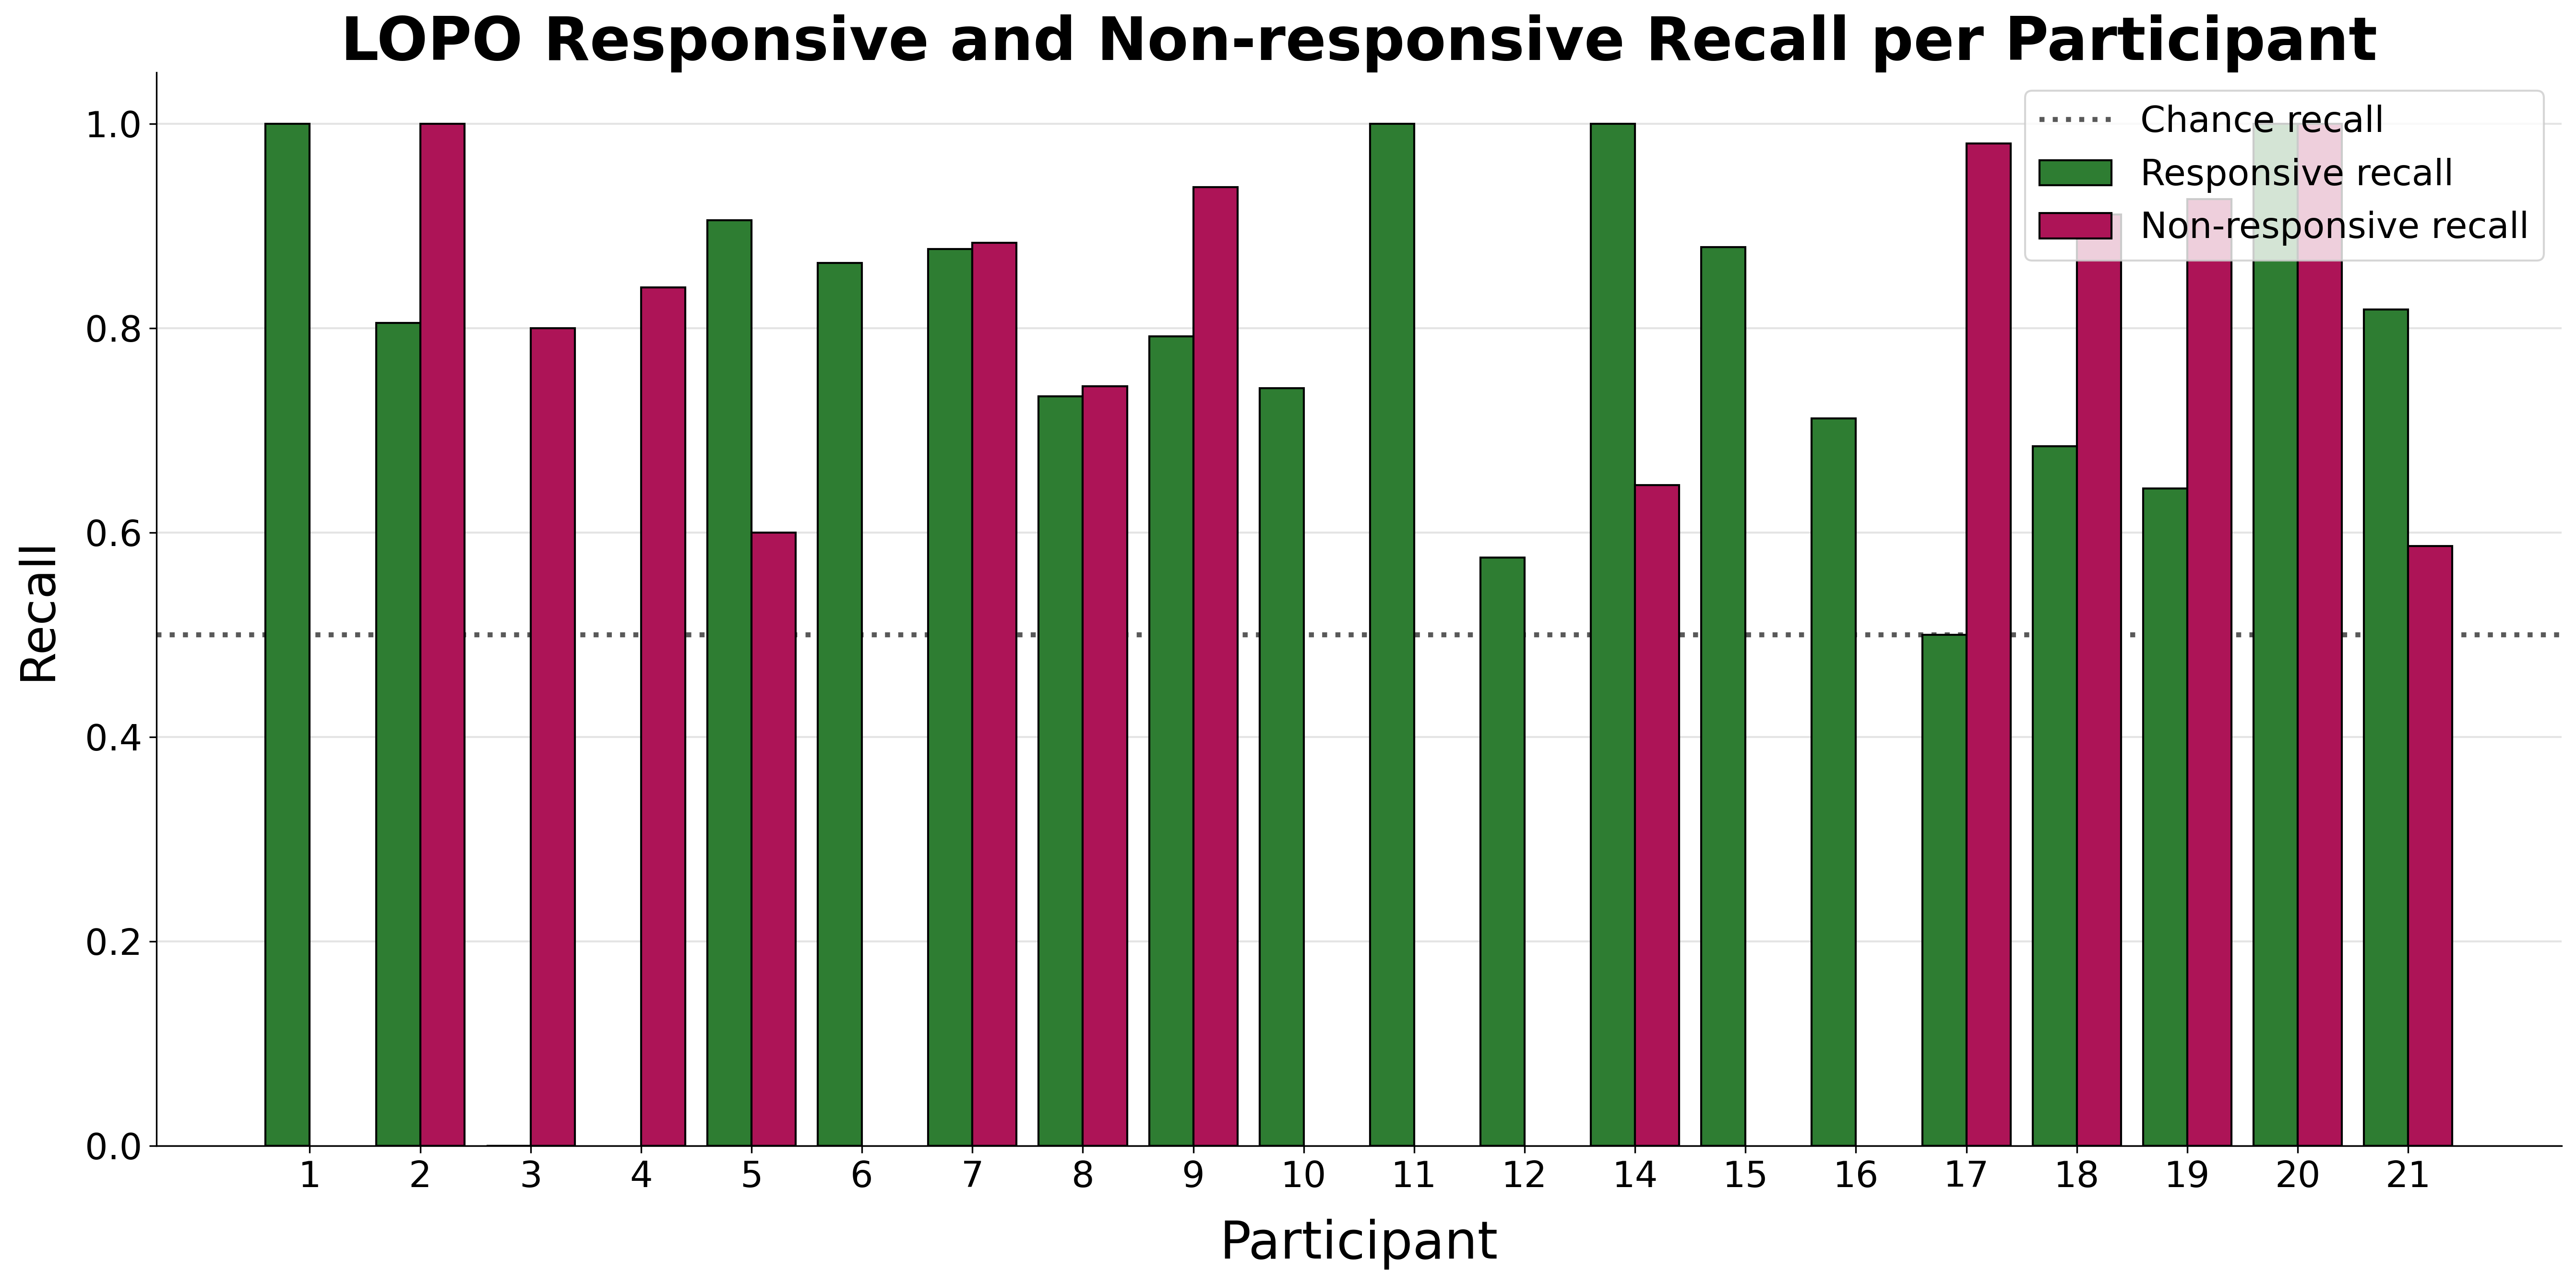 LOPO Responsive and Non-responsive Recall per Participant
Chance recall
Responsive recall
Non-responsive recall
Recall
1.0
0.8
0.6
0.4
0.2
0.0
1 2 3 4 5 6 7 8 9 10 11 12 14 15 16 17 18 19 20 21
Participant